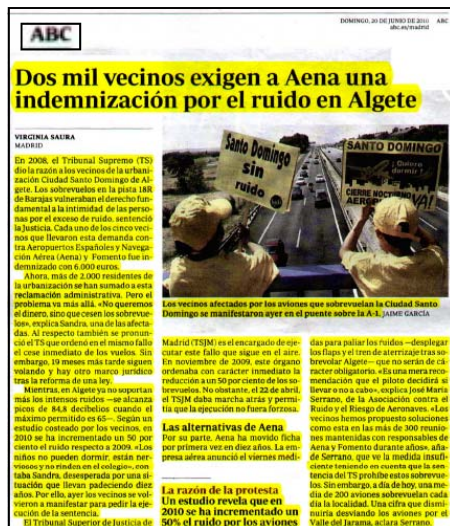 DOMINGO, 20 DE JUNIO DE 2010 ABC
abc.es/madrid
ABC
Dos mil vecinos exigen a Aena una
indemnización por el ruido en Algete
VIRGINIA SAURA
MADRID
En 2008, el Tribunal Supremo (TS)
dio la razón a los vecinos de la urbani-
zación Ciudad Santo Domingo de Al-
gete. Los sobrevuelos en la pista 18R
de Barajas vulneraban el derecho fun-
damental a la intimidad de las perso-
nas por el exceso de ruido, sentenció
la Justicia. Cada uno de los cinco veci-
nos que llevaron esta demanda con-
tra Aeropuertos Españoles y Navega-
ción Aérea (Aena) y Fomento fue in-
demnizado con 6.000 euros.
Ahora, más de 2.000 residentes de
la urbanización se han sumado a esta
reclamación administrativa. Pero el
problema va más allá. «No queremos
el dinero, sino que cesen los sobrevue-
los», explica Sandra, una de las afecta-
das. Al respecto también se pronun-
ció el TS que ordenó en el mismo fallo
el cese inmediato de los vuelos. Sin
embargo, 19 meses más tarde siguen
volando y hay otro marco jurídico
tras la reforma de una ley.
Mientras, en Algete ya no soportan
más los intensos ruidos —se alcanza
picos de 84,8 decibelios cuando el
máximo permitido es 65—. Según un
estudio costeado por los vecinos, en
2010 se ha incrementado un 50 por
ciento el ruido respecto a 2009. «Los
niños no pueden dormir, están ner-
viosos y no rinden en el colegio», con-
taba Sandra, desesperada por una si-
tuación que llevan padeciendo diez
años. Por ello, ayer los vecinos se vol-
vieron a manifestar para pedir la eje-
cución de la sentencia.
El Tribunal Superior de Justicia de
Santo Domingo
sin
ruido
SANTO DOMINGO
¡Quiero
dormir!
CIERRE NOCTURNO
YA!
Los vecinos afectados por los aviones que sobrevuelan la Ciudad Santo
Domingo se manifestaron ayer en el puente sobre la A-1. JAIME GARCÍA
Madrid (TSJM) es el encargado de eje-
cutar este fallo que sigue en el aire.
En noviembre de 2009, este órgano
ordenaba con carácter inmediato la
reducción a un 50 por ciento de los so-
brevuelos. No obstante, el 22 de abril,
el TSJM daba marcha atrás y permi-
tía que la ejecución no fuera forzosa.
Las alternativas de Aena
Por su parte, Aena ha movido ficha
por primera vez en diez años. La em-
presa aérea anunció el viernes medi-
La razón de la protesta
Un estudio revela que en
2010 se ha incrementado un
50% el ruido por los aviones
das para paliar los ruidos —desplegar
los flaps y el tren de aterrizaje tras so-
brevolar Algete— que no serán de ca-
rácter obligatorio. «Es una mera reco-
mendación que el piloto decidirá si
llevar o no a cabo», explica José María
Serrano, de la Asociación contra el
Ruido y el Riesgo de Aeronaves. «Los
vecinos hemos propuesto soluciones
como esta en las más de 300 reunio-
nes mantenidas con responsables de
Aena y Fomento durante años», aña-
de Serrano, que ve la medida insufi-
ciente teniendo en cuenta que la sen-
tencia del TS prohíbe estos sobrevue-
los. Sin embargo, a día de hoy, una me-
dia de 200 aviones sobrevuelan cada
día la localidad. Una cifra que dismi-
nuiría desviando los aviones por el
Valle del Jarama, aclara Serrano.